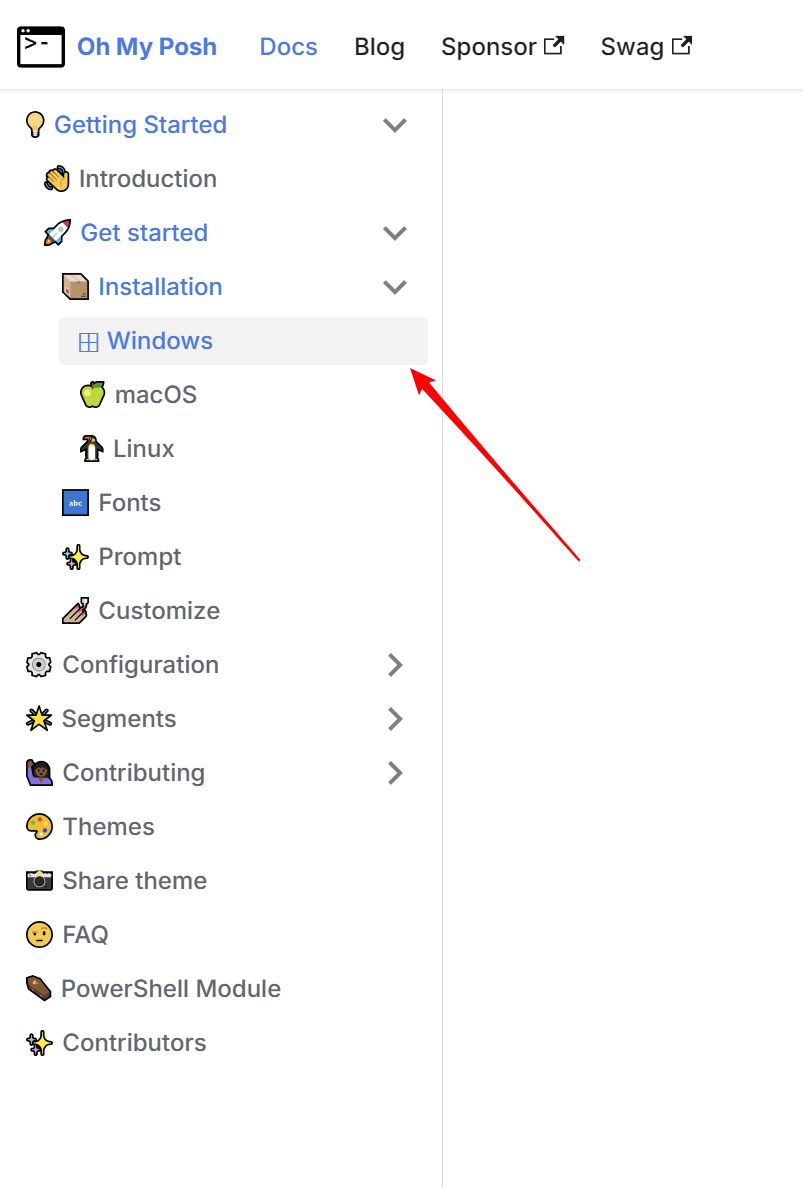 Oh My Posh Docs Blog Sponsor Swag
Getting Started
Introduction
Get started
Installation
Windows
macOS
Linux
abc Fonts
Prompt
Customize
Configuration
Segments
Contributing
Themes
Share theme
FAQ
PowerShell Module
Contributors